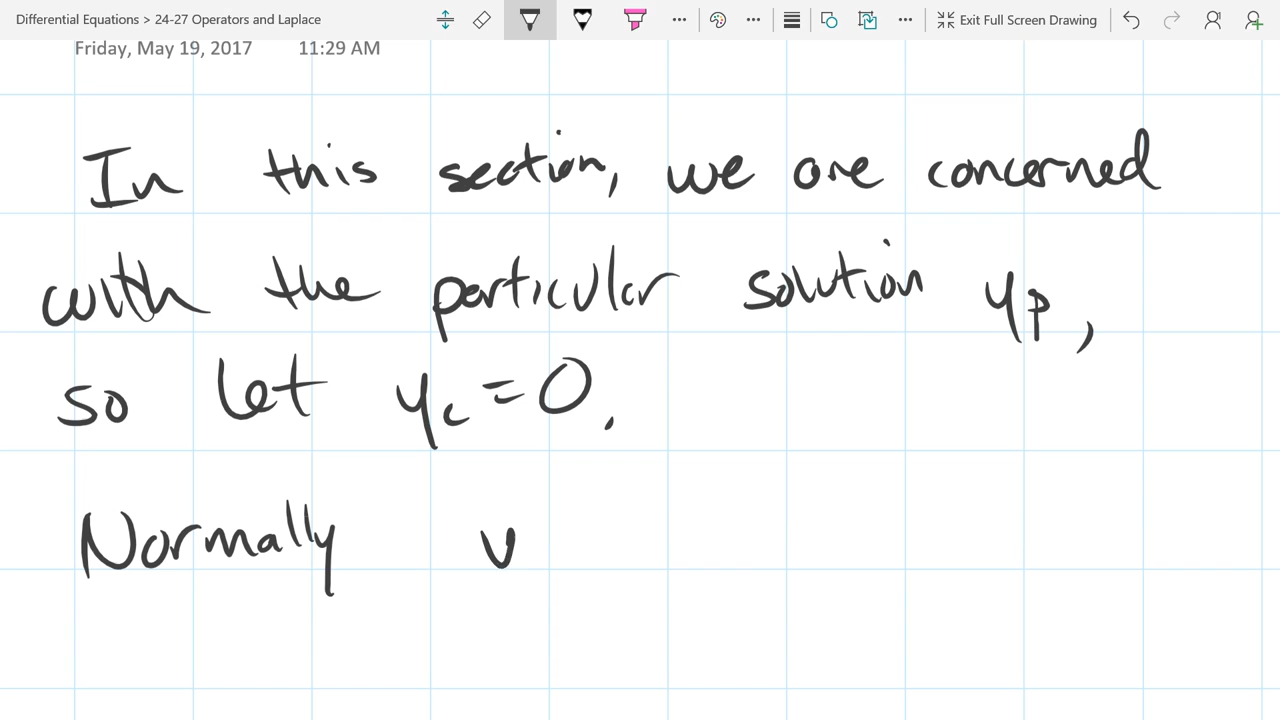 Differential Equations > 24-27 Operators and Laplace
Exit Full Screen Drawing
Friday, May 19, 2017 11:29 AM
In this section, we are concerned
with the particular solution yp,
so let yc = 0.
Normally